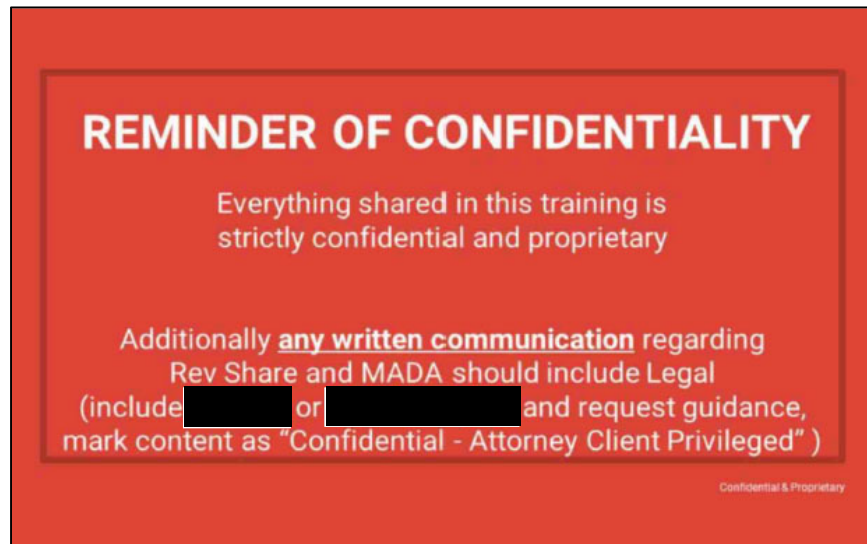 REMINDER OF CONFIDENTIALITY
Everything shared in this training is
strictly confidential and proprietary
Additionally any written communication regarding
Rev Share and MADA should include Legal
(include or and request guidance,
mark content as “Confidential - Attorney Client Privileged” )
Confidential & Proprietary